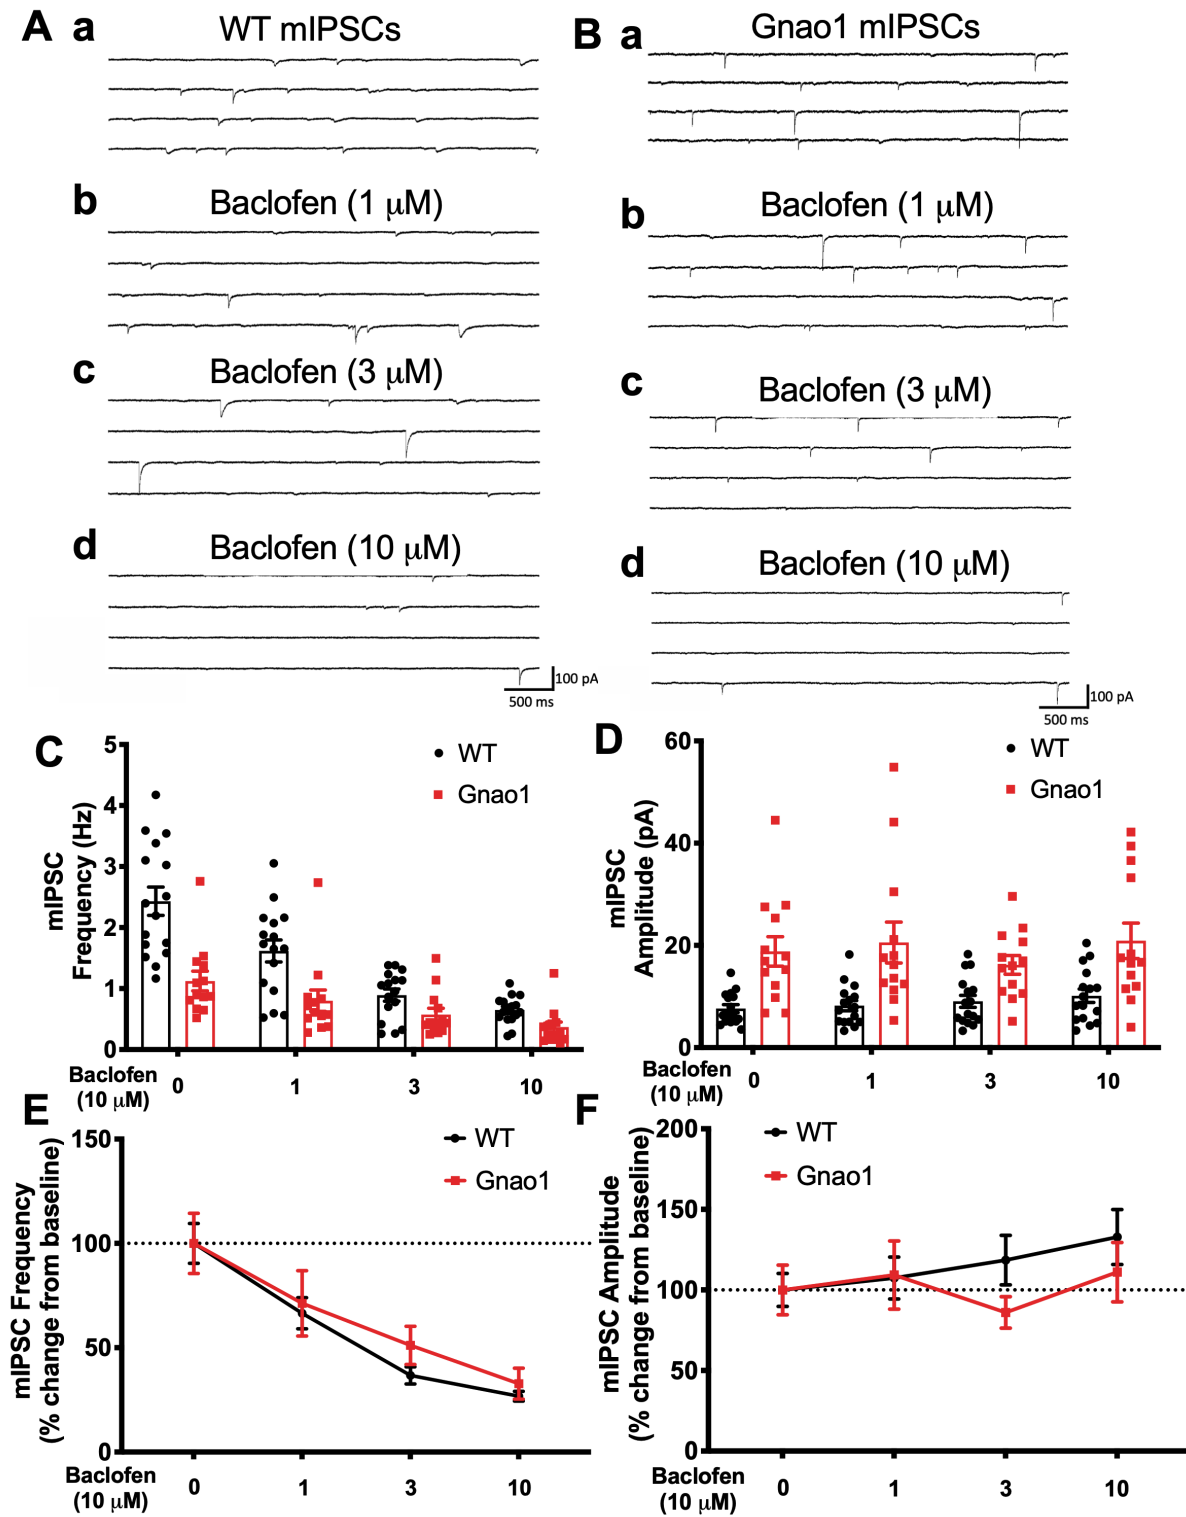 A a WT mIPSCs
b Baclofen (1 μM)
c Baclofen (3 μM)
d Baclofen (10 μM)
100 pA
500 ms
B a Gnao1 mIPSCs
b Baclofen (1 μM)
c Baclofen (3 μM)
d Baclofen (10 μM)
100 pA
500 ms
C
mIPSC
Frequency (Hz)
5
4
3
2
1
0
WT
Gnao1
Baclofen
(10 μM)
0 1 3 10
D
mIPSC
Amplitude (pA)
60
40
20
0
WT
Gnao1
Baclofen
(10 μM)
0 1 3 10
E
mIPSC Frequency
(% change from baseline)
150
100
50
0
WT
Gnao1
Baclofen
(10 μM)
0 1 3 10
F
mIPSC Amplitude
(% change from baseline)
200
150
100
50
0
WT
Gnao1
Baclofen
(10 μM)
0 1 3 10